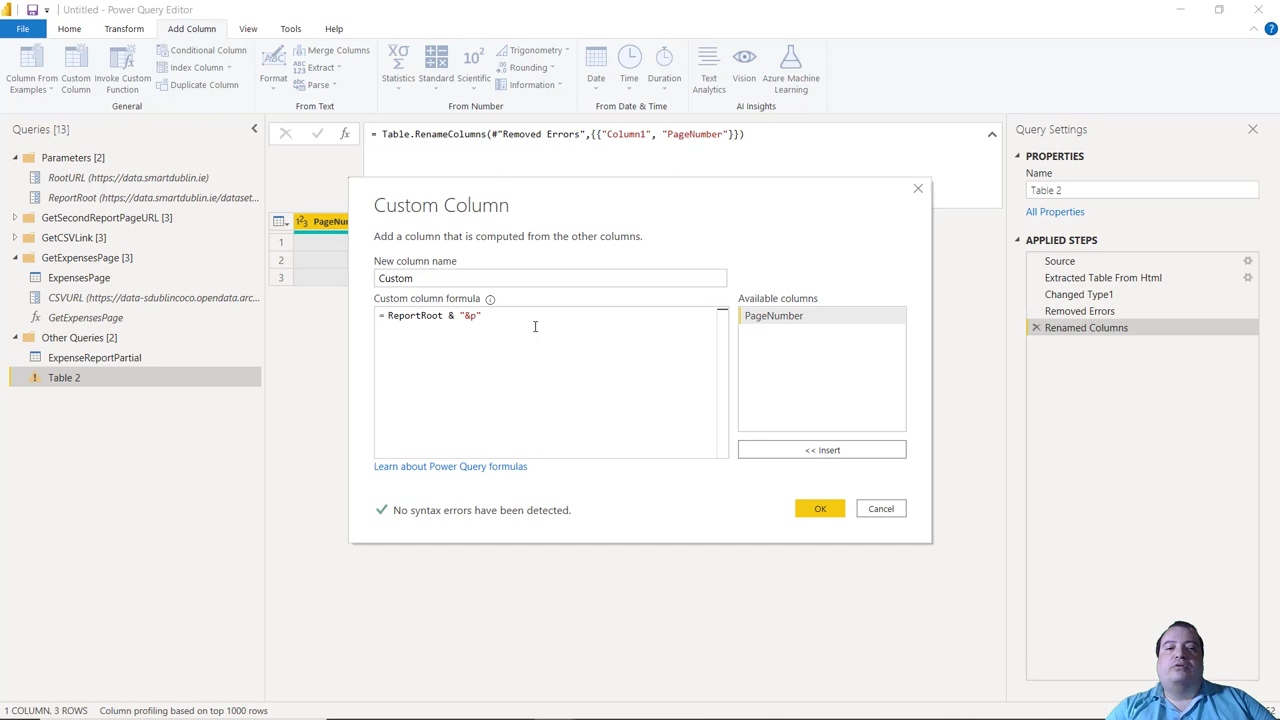 Untitled - Power Query Editor
File Home Transform Add Column View Tools Help
Column From Examples
Custom Column
Invoke Custom Function
Conditional Column
Index Column
Duplicate Column
General
Format
Merge Columns
Extract
Parse
From Text
Statistics
Standard
Scientific
Trigonometry
Rounding
Information
From Number
Date
Time
Duration
From Date & Time
Text Analytics
Vision
Azure Machine Learning
AI Insights
Queries [13]
Parameters [2]
RootURL (https://data.smartdublin.ie)
ReportRoot (https://data.smartdublin.ie/dataset...
GetSecondReportPageURL [3]
GetCSVLink [3]
GetExpensesPage [3]
ExpensesPage
CSVURL (https://data-sdublincoco.opendata.arc...
GetExpensesPage
Other Queries [2]
ExpenseReportPartial
Table 2
= Table.RenameColumns(#"Removed Errors",{{"Column1", "PageNumber"}})
PageNu
1
2
3
Custom Column
Add a column that is computed from the other columns.
New column name
Custom
Custom column formula
= ReportRoot & "&p"
Available columns
PageNumber
<< Insert
Learn about Power Query formulas
No syntax errors have been detected.
OK
Cancel
Query Settings
PROPERTIES
Name
Table 2
All Properties
APPLIED STEPS
Source
Extracted Table From Html
Changed Type1
Removed Errors
Renamed Columns
1 COLUMN, 3 ROWS Column profiling based on top 1000 rows